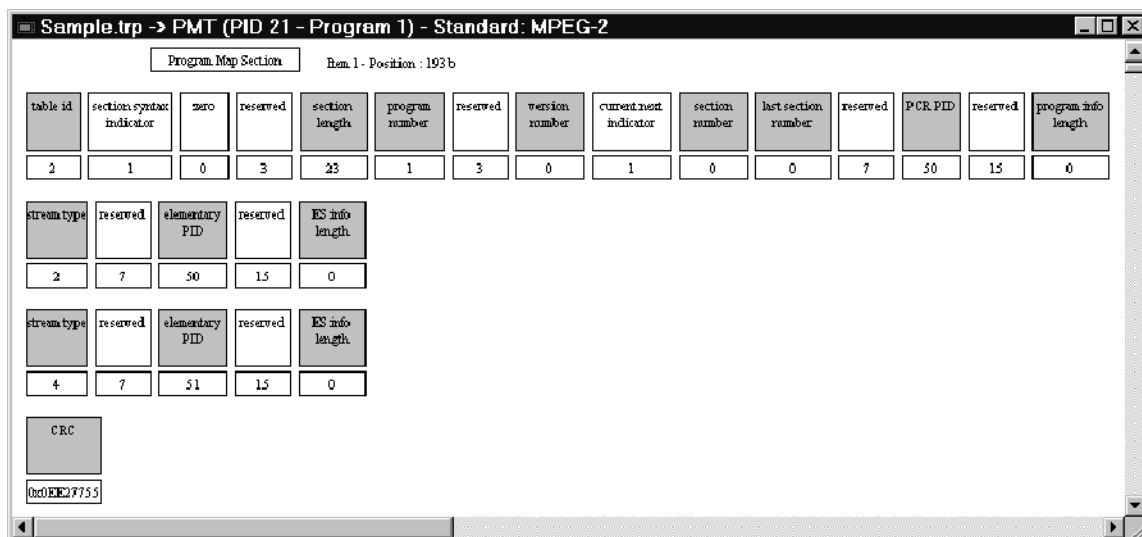 Sample.trp -> PMT (PID 21 - Program 1) - Standard: MPEG-2
Program Map Section Item 1 - Position : 193 b
table id section syntax indicator zero reserved section length program number reserved version number current next indicator section number last section number reserved PCR PID reserved program info length
2 1 0 3 23 1 3 0 1 0 0 7 50 15 0
stream type reserved elementary PID reserved ES info length
2 7 50 15 0
stream type reserved elementary PID reserved ES info length
4 7 51 15 0
CRC
0x0EE27755